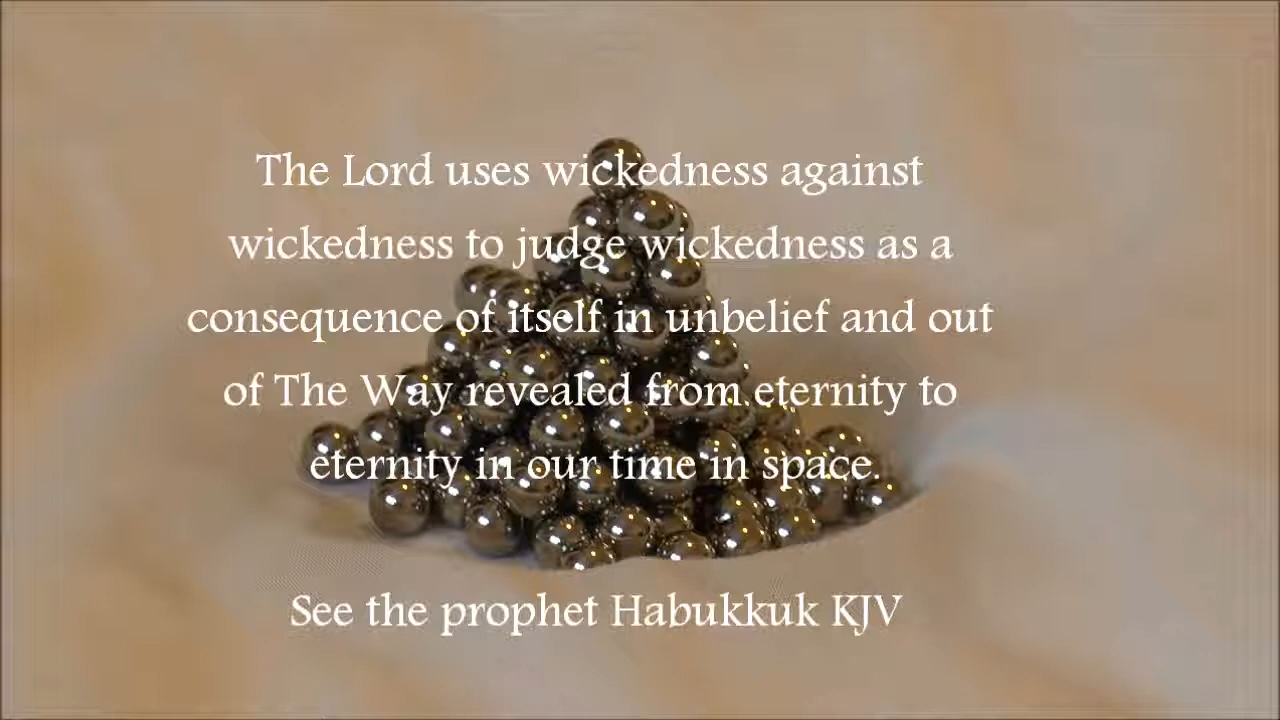 The Lord uses wickedness against
wickedness to judge wickedness as a
consequence of itself in unbelief and out
of The Way revealed from eternity to
eternity in our time in space.
See the prophet Habukkuk KJV